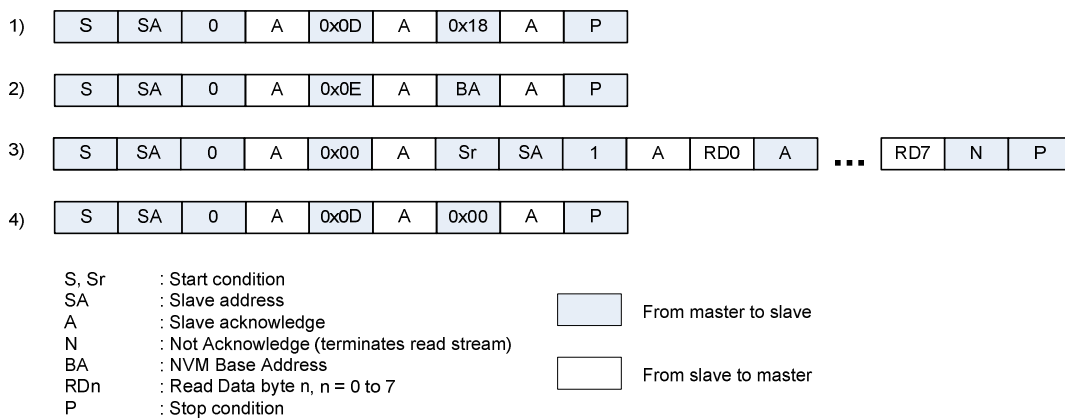 1) S SA 0 A 0x0D A 0x18 A P
2) S SA 0 A 0x0E A BA A P
3) S SA 0 A 0x00 A Sr SA 1 A RD0 A ... RD7 N P
4) S SA 0 A 0x0D A 0x00 A P
S, Sr : Start condition
SA : Slave address
A : Slave acknowledge
N : Not Acknowledge (terminates read stream)
BA : NVM Base Address
RDn : Read Data byte n, n = 0 to 7
P : Stop condition
From master to slave
From slave to master